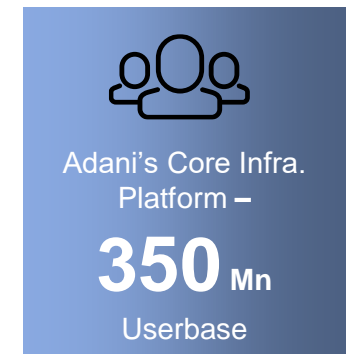 Adani’s Core Infra.
Platform –
350 Mn
Userbase